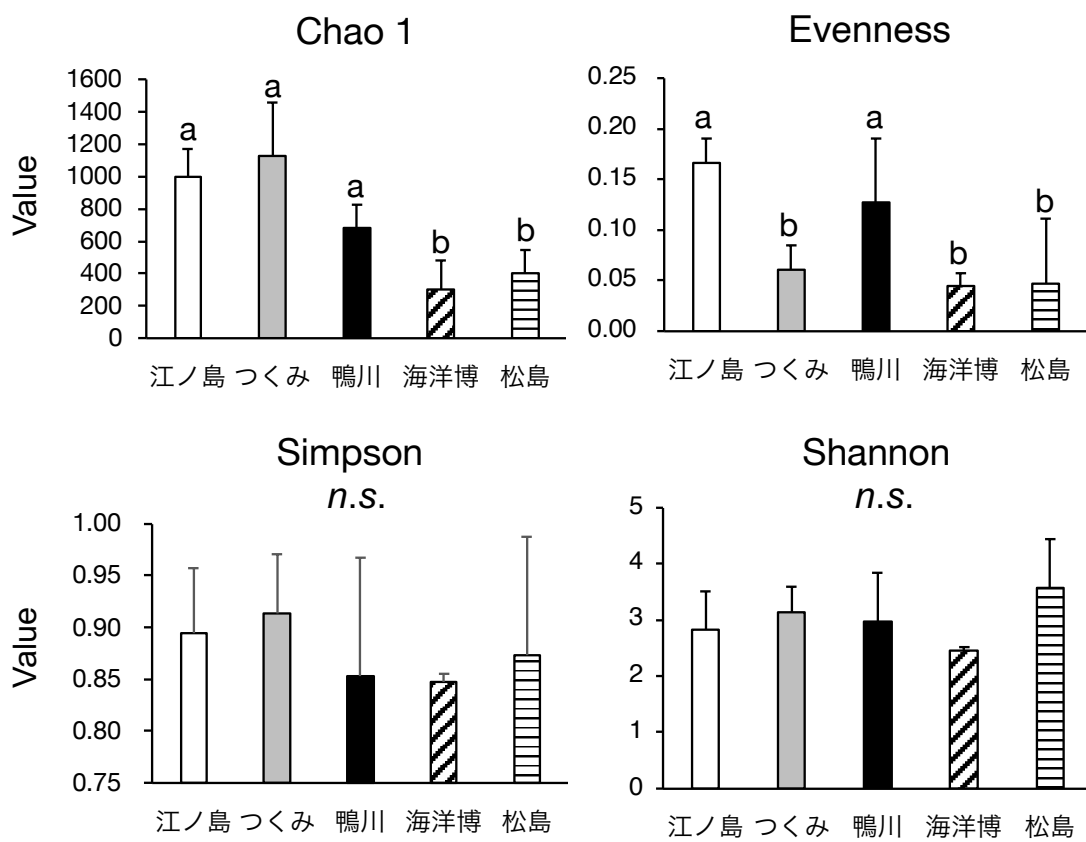 Chao 1
Value
1600
1400
1200
1000
800
600
400
200
0
a
a
a
b
b
江ノ島 つくみ 鴨川 海洋博 松島
Evenness
0.25
0.20
0.15
0.10
0.05
0.00
a
b
a
b
b
江ノ島 つくみ 鴨川 海洋博 松島
Simpson
n.s.
Value
1.00
0.95
0.90
0.85
0.80
0.75
江ノ島 つくみ 鴨川 海洋博 松島
Shannon
n.s.
5
4
3
2
1
0
江ノ島 つくみ 鴨川 海洋博 松島